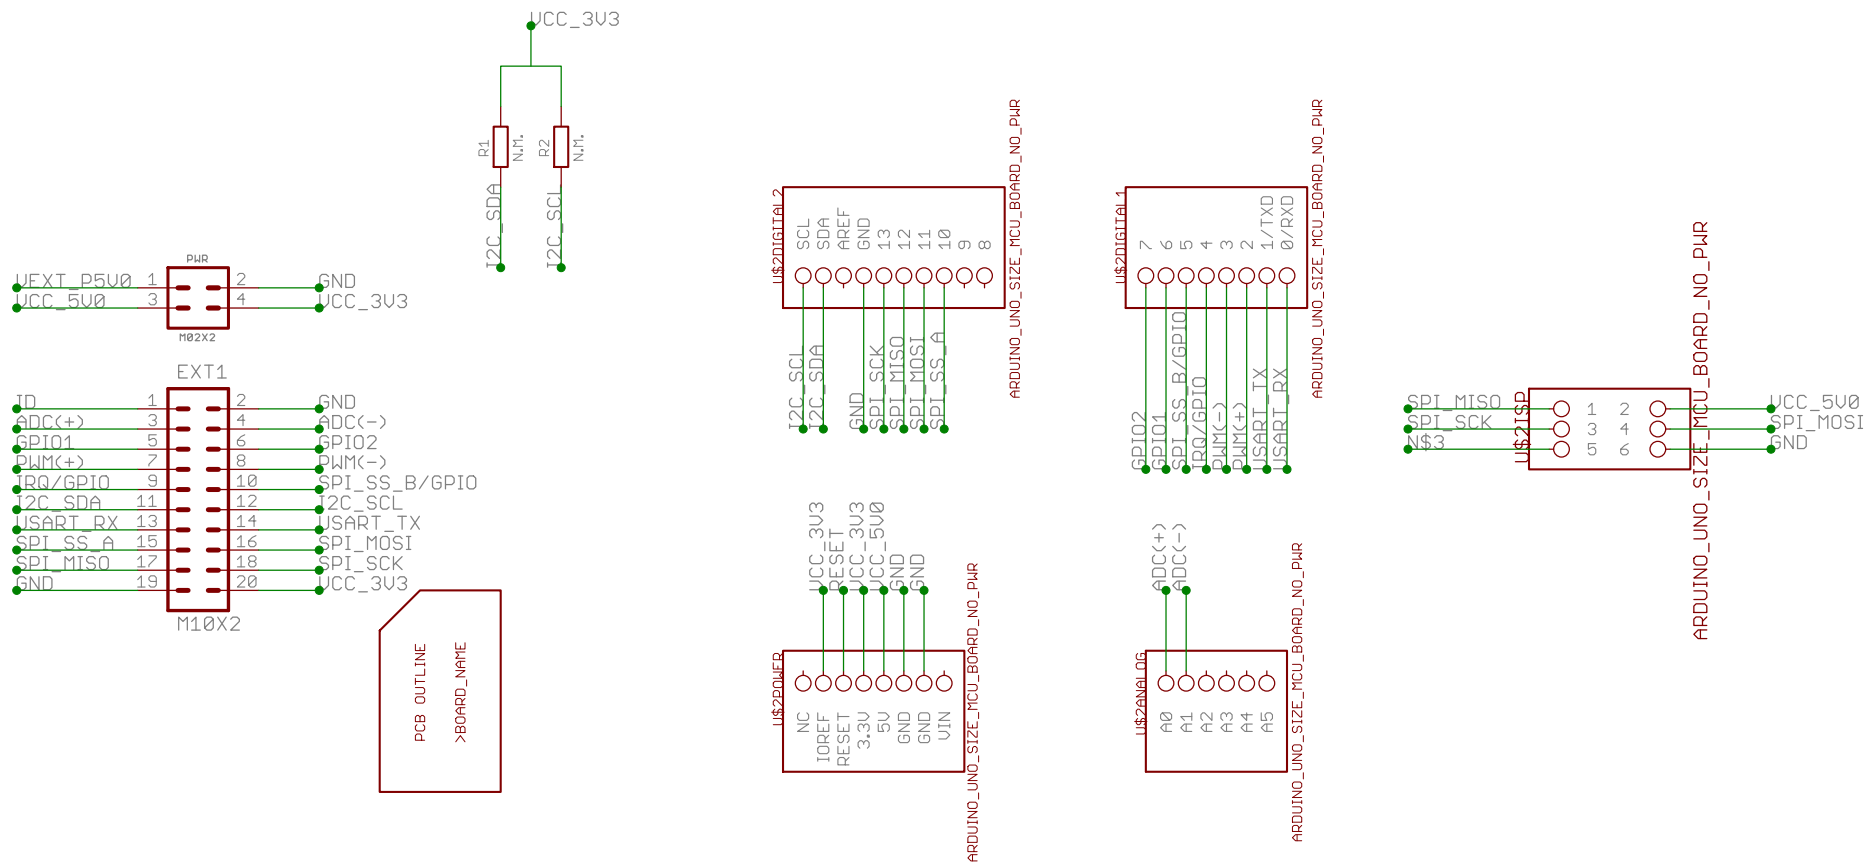 VCC_3V3
R1
N.M.
R2
N.M.
I2C_SDA
I2C_SCL
PWR
VEXT_P5V0 1 2 GND
VCC_5V0 3 4 VCC_3V3
M02X2
EXT1
ID 1 2 GND
ADC(+) 3 4 ADC(-)
GPIO1 5 6 GPIO2
PWM(+) 7 8 PWM(-)
IRQ/GPIO 9 10 SPI_SS_B/GPIO
I2C_SDA 11 12 I2C_SCL
USART_RX 13 14 USART_TX
SPI_SS_A 15 16 SPI_MOSI
SPI_MISO 17 18 SPI_SCK
GND 19 20 VCC_3V3
M10X2
PCB OUTLINE
>BOARD_NAME
U$2DIGITAL2
SCL
SDA
AREF
GND
13
12
11
10
9
8
ARDUINO_UNO_SIZE_MCU_BOARD_NO_PWR
I2C_SCL
I2C_SDA
GND
SPI_SCK
SPI_MISO
SPI_MOSI
SPI_SS_A
U$2DIGITAL1
7
6
5
4
3
2
1/TXD
0/RXD
ARDUINO_UNO_SIZE_MCU_BOARD_NO_PWR
GPIO2
GPIO1
SPI_SS_B/GPIO
IRQ/GPIO
PWM(-)
PWM(+)
USART_TX
USART_RX
VCC_3V3
RESET
VCC_3V3
VCC_5V0
GND
GND
U$2POWER
NC
IOREF
RESET
3.3V
5V
GND
GND
VIN
ARDUINO_UNO_SIZE_MCU_BOARD_NO_PWR
ADC(+)
ADC(-)
U$2ANALOG
A0
A1
A2
A3
A4
A5
ARDUINO_UNO_SIZE_MCU_BOARD_NO_PWR
U$2ISP
SPI_MISO 1 2 VCC_5V0
SPI_SCK 3 4 SPI_MOSI
N$3 5 6 GND
ARDUINO_UNO_SIZE_MCU_BOARD_NO_PWR